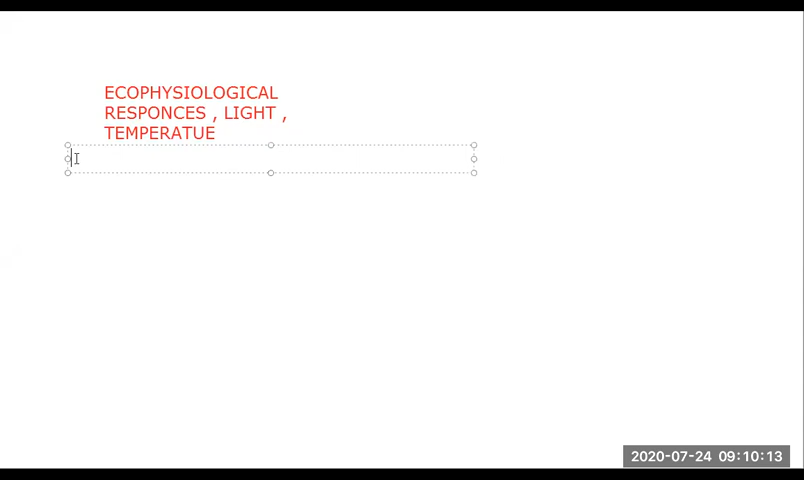 ECOPHYSIOLOGICAL
RESPONCES , LIGHT ,
TEMPERATUE
2020-07-24 09:10:13